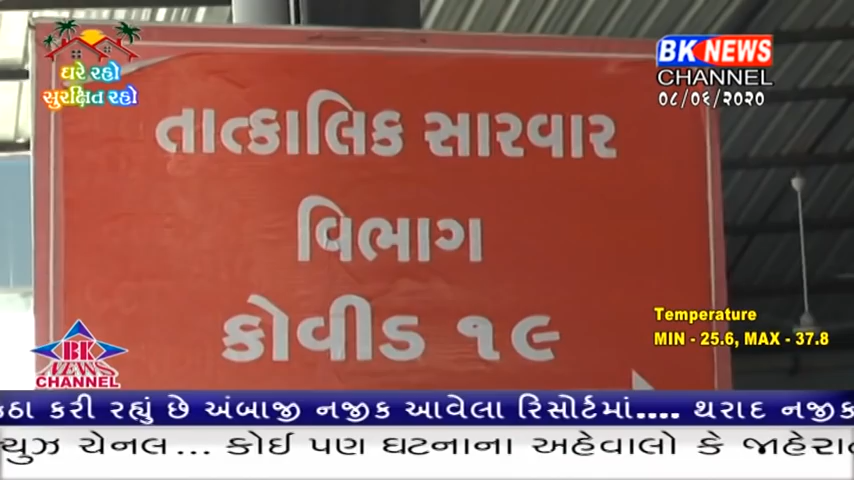 ઘરે રહો
સુરક્ષિત રહો
BK NEWS
CHANNEL
૦૮/૦૬/૨૦૨૦
તાત્કાલિક સારવાર
વિભાગ
કોવીડ ૧૯
Temperature
MIN - 25.6, MAX - 37.8
BK
NEWS
CHANNEL
કરી રહ્યું છે અંબાજી નજીક આવેલા રિસોર્ટમાં.... થરાદ નજીક
ચેનલ... કોઈ પણ ઘટનાના અહેવાલો કે